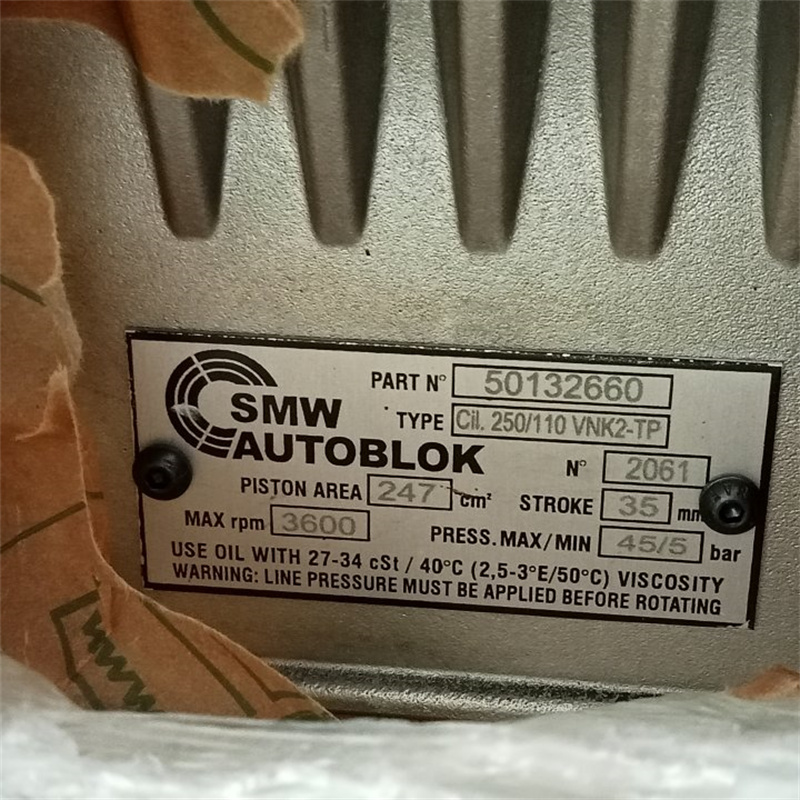 SMW
AUTOBLOK
PART N° 50132660
TYPE Cil. 250/110 VNK2-TP
N° 2061
PISTON AREA 247 cm²
STROKE 35 mm
MAX rpm 3600
PRESS. MAX/MIN 45/5 bar
USE OIL WITH 27-34 cSt / 40°C (2,5-3°E/50°C) VISCOSITY
WARNING: LINE PRESSURE MUST BE APPLIED BEFORE ROTATING
www